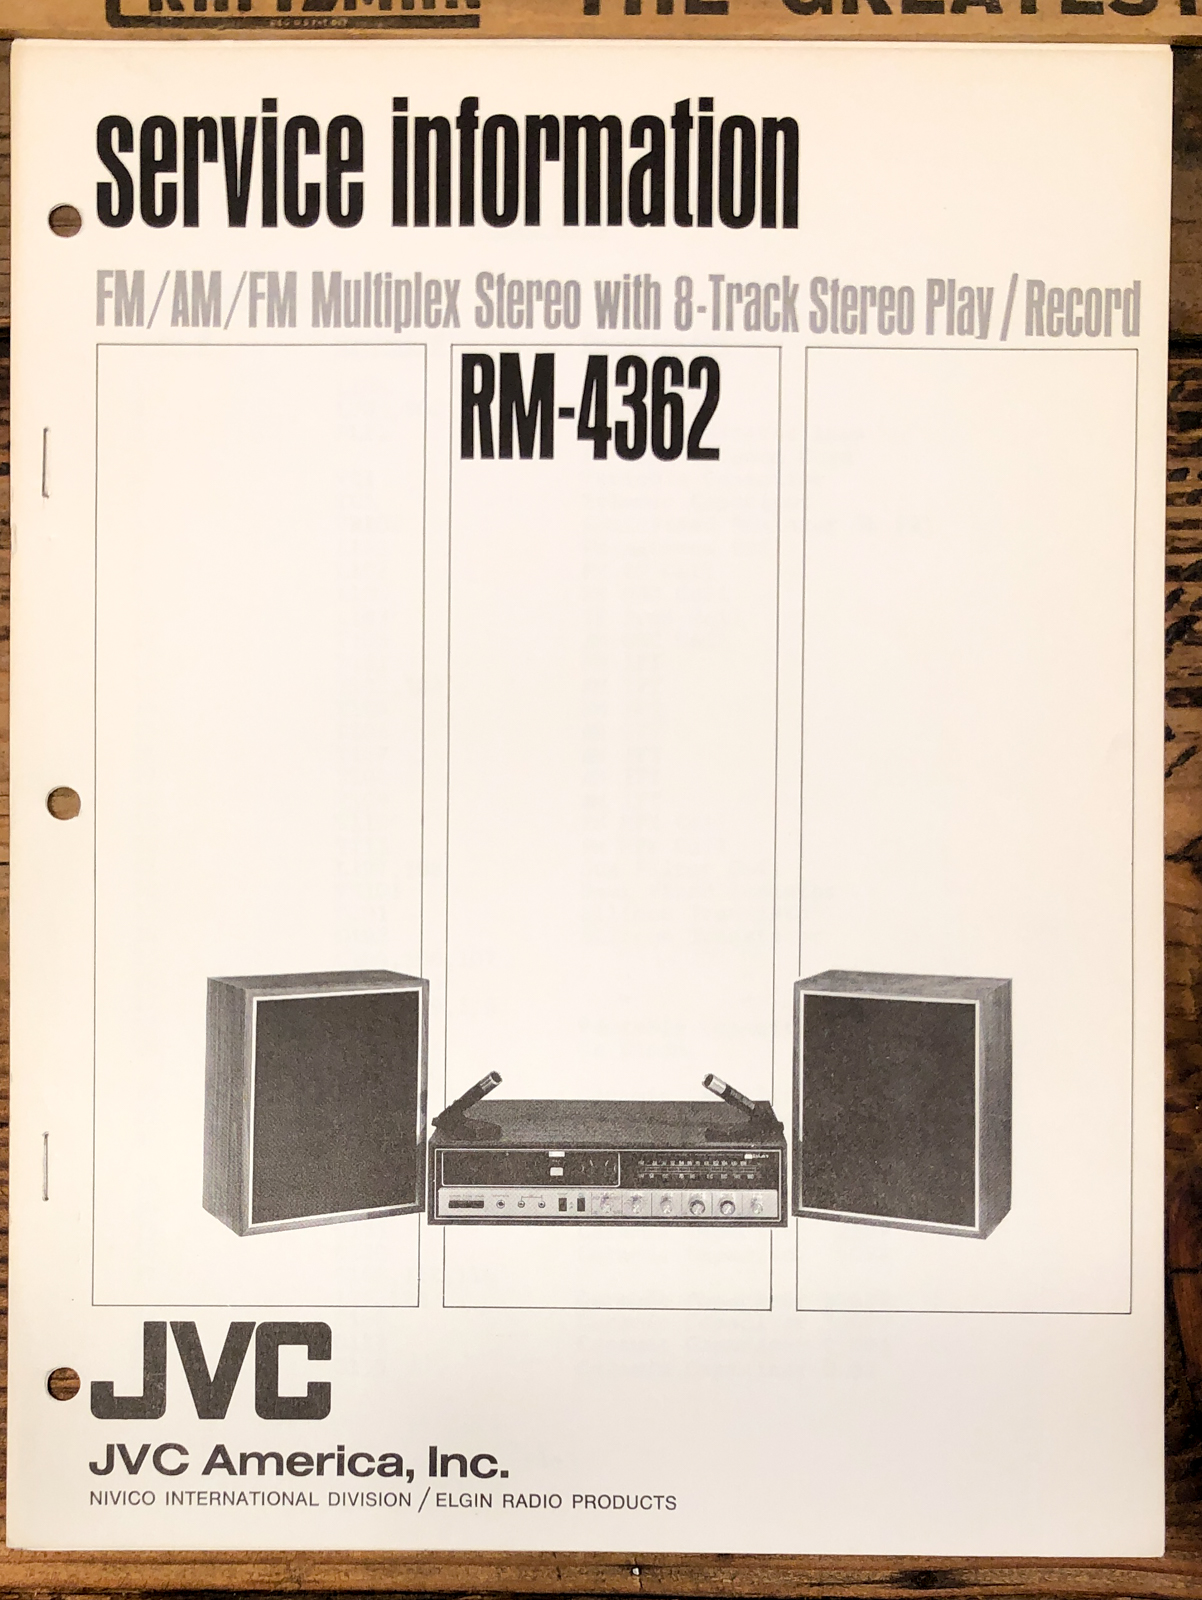 THE GREATEST
service information
FM/AM/FM Multiplex Stereo with 8-Track Stereo Play/Record
RM-4362
JVC
JVC America, Inc.
NIVICO INTERNATIONAL DIVISION / ELGIN RADIO PRODUCTS